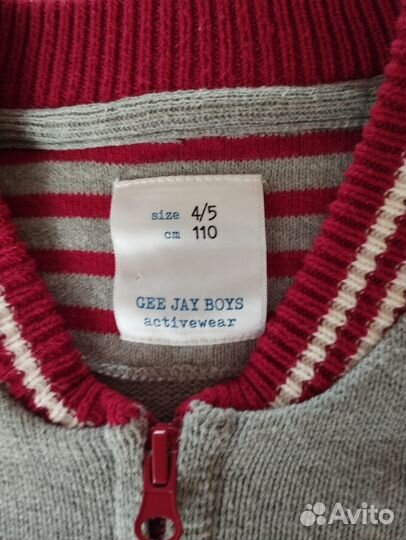 size 4/5
cm 110
GEE JAY BOYS
activewear
Avito